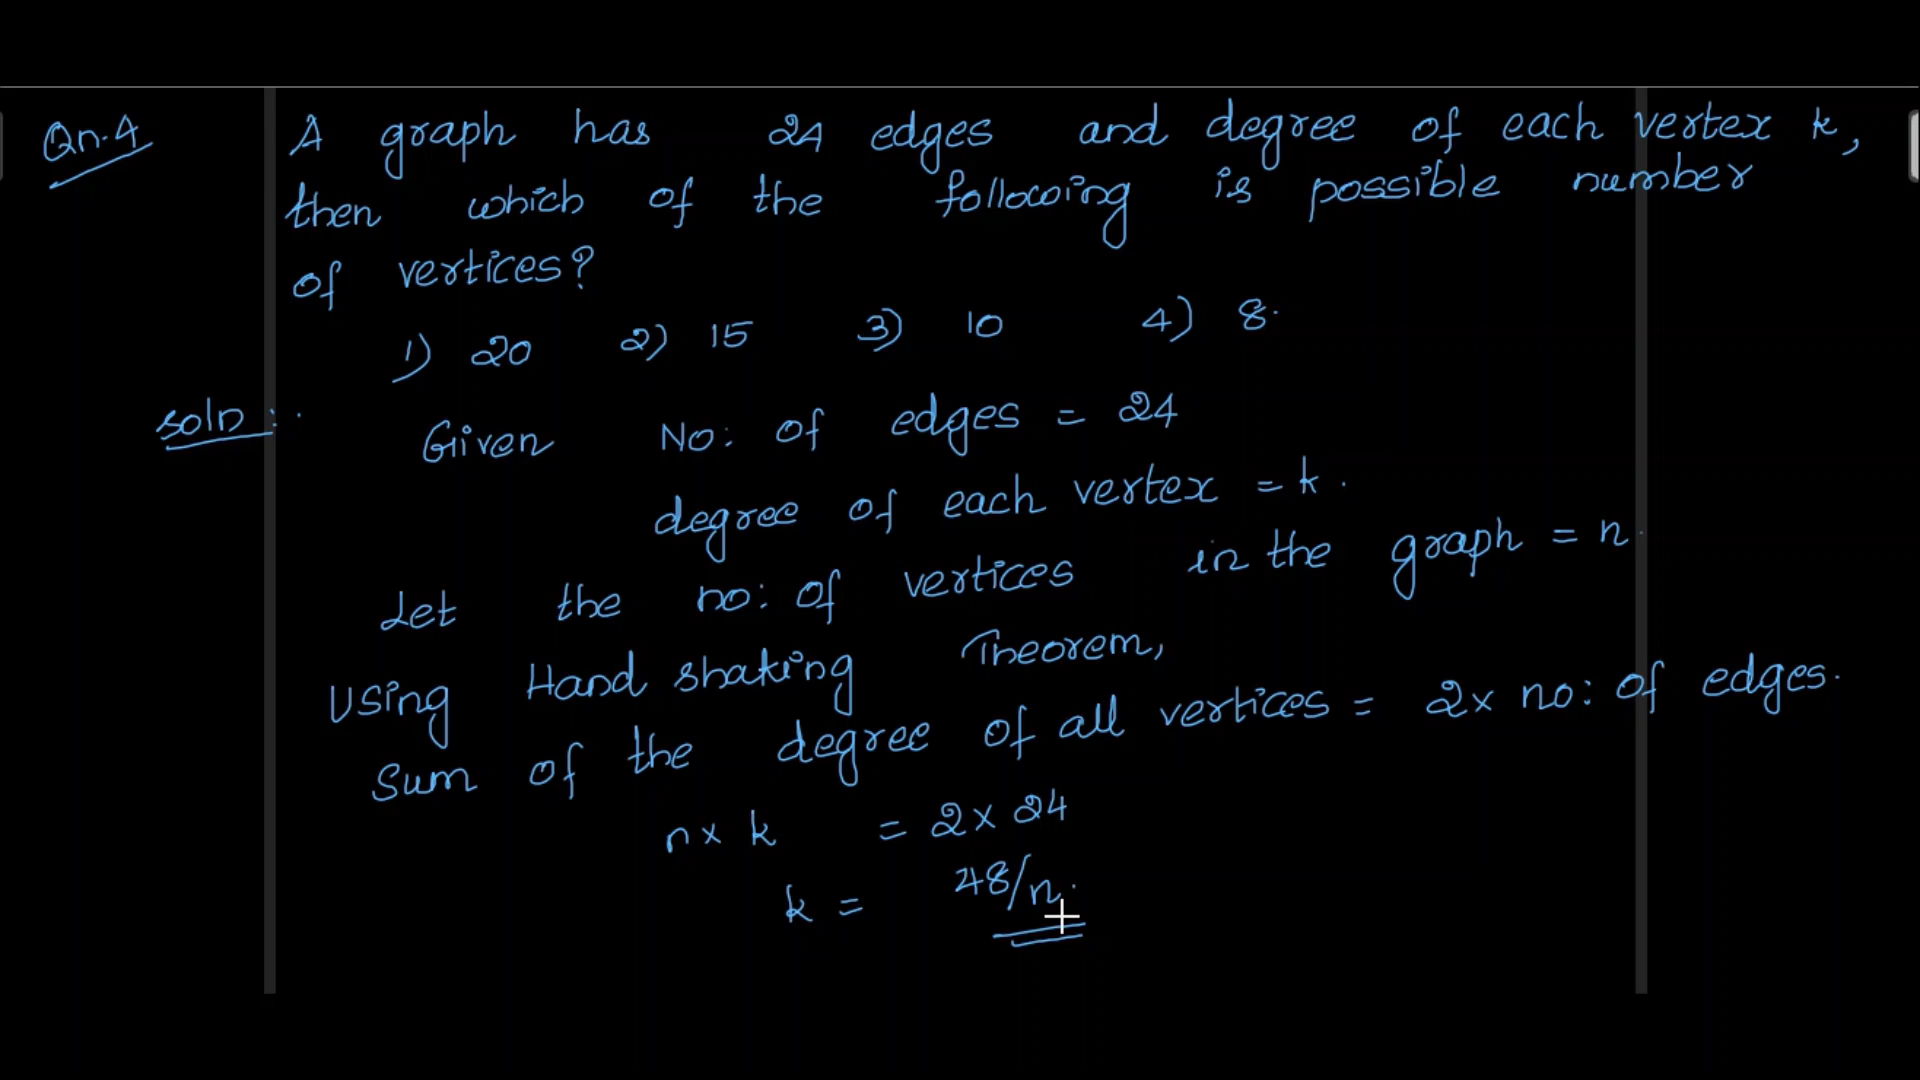 Qn.4 A graph has 24 edges and degree of each vertex k,
then which of the following is possible number
of vertices?
1) 20 2) 15 3) 10 4) 8.
soln:. Given No: of edges = 24
degree of each vertex = k.
Let the no: of vertices in the graph = n.
Using Hand shaking Theorem,
Sum of the degree of all vertices = 2x no: of edges.
n x k = 2 x 24
k = 48/n.